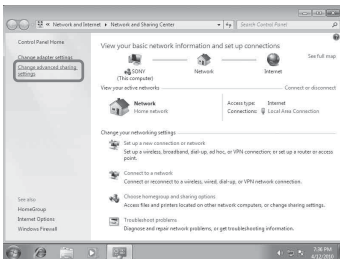 « Network and Internet ▸ Network and Sharing Center
Search Control Panel
Control Panel Home
Change adapter settings
Change advanced sharing
settings
View your basic network information and set up connections
See full map
SONY
(This computer)
Network
Internet
View your active networks
Connect or disconnect
Network
Home network
Access type: Internet
Connections: Local Area Connection
Change your networking settings
Set up a new connection or network
Set up a wireless, broadband, dial-up, ad hoc, or VPN connection; or set up a router or access
point.
Connect to a network
Connect or reconnect to a wireless, wired, dial-up, or VPN network connection.
Choose homegroup and sharing options
Access files and printers located on other network computers, or change sharing settings.
Troubleshoot problems
Diagnose and repair network problems, or get troubleshooting information.
See also
HomeGroup
Internet Options
Windows Firewall
7:36 PM
4/12/2010